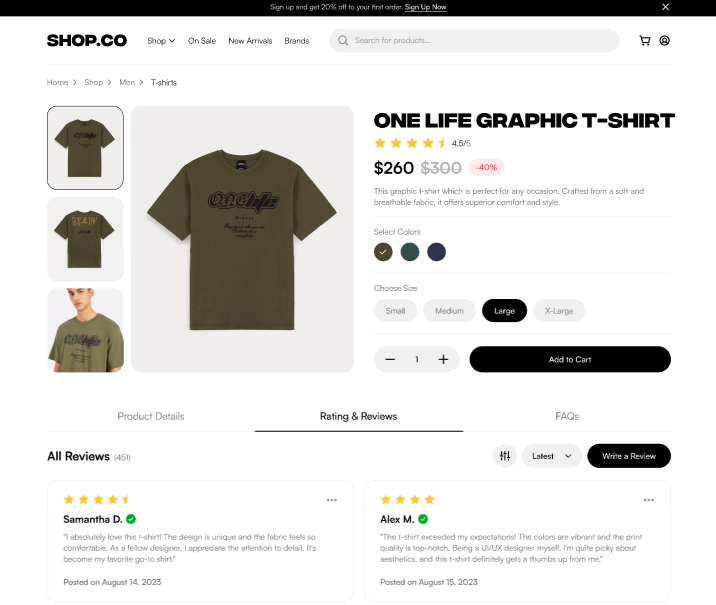 Sign up and get 20% off to your first order. Sign Up Now
SHOP.CO
Shop
On Sale
New Arrivals
Brands
Search for products...
Home
Shop
Men
T-shirts
ONE LIFE GRAPHIC T-SHIRT
4.5/5
$260 $300 -40%
This graphic t-shirt which is perfect for any occasion. Crafted from a soft and
breathable fabric, it offers superior comfort and style.
Select Colors
Choose Size
Small
Medium
Large
X-Large
1
Add to Cart
ONE life
Product Details
Rating & Reviews
FAQs
All Reviews (451)
Latest
Write a Review
Samantha D.
"I absolutely love this t-shirt! The design is unique and the fabric feels so
comfortable. As a fellow designer, I appreciate the attention to detail. It's
become my favorite go-to shirt."
Posted on August 14, 2023
Alex M.
"The t-shirt exceeded my expectations! The colors are vibrant and the print
quality is top-notch. Being a UI/UX designer myself, I'm quite picky about
aesthetics, and this t-shirt definitely gets a thumbs up from me."
Posted on August 15, 2023